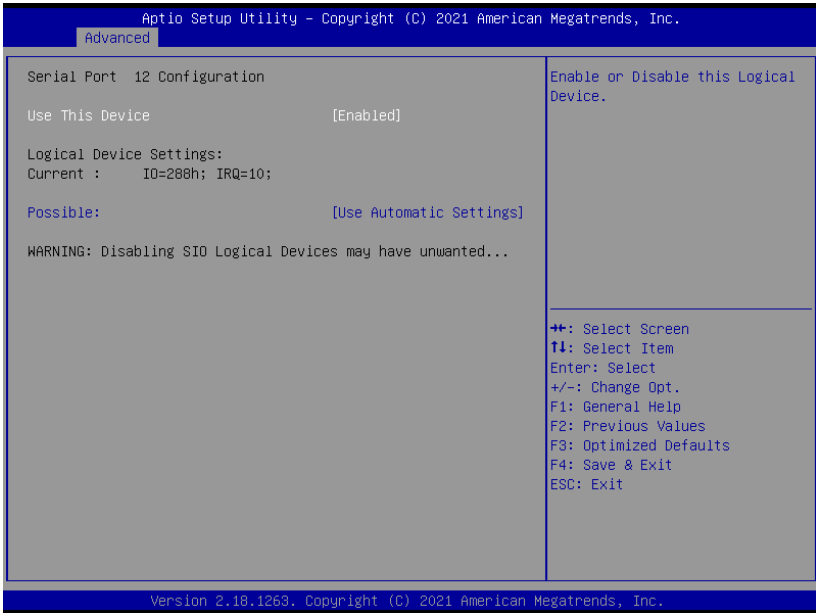 Aptio Setup Utility – Copyright (C) 2021 American Megatrends, Inc.
Advanced
Serial Port 12 Configuration
Use This Device [Enabled]
Logical Device Settings:
Current : IO=288h; IRQ=10;
Possible: [Use Automatic Settings]
WARNING: Disabling SIO Logical Devices may have unwanted...
Enable or Disable this Logical
Device.
→←: Select Screen
↑↓: Select Item
Enter: Select
+/-: Change Opt.
F1: General Help
F2: Previous Values
F3: Optimized Defaults
F4: Save & Exit
ESC: Exit
Version 2.18.1263. Copyright (C) 2021 American Megatrends, Inc.